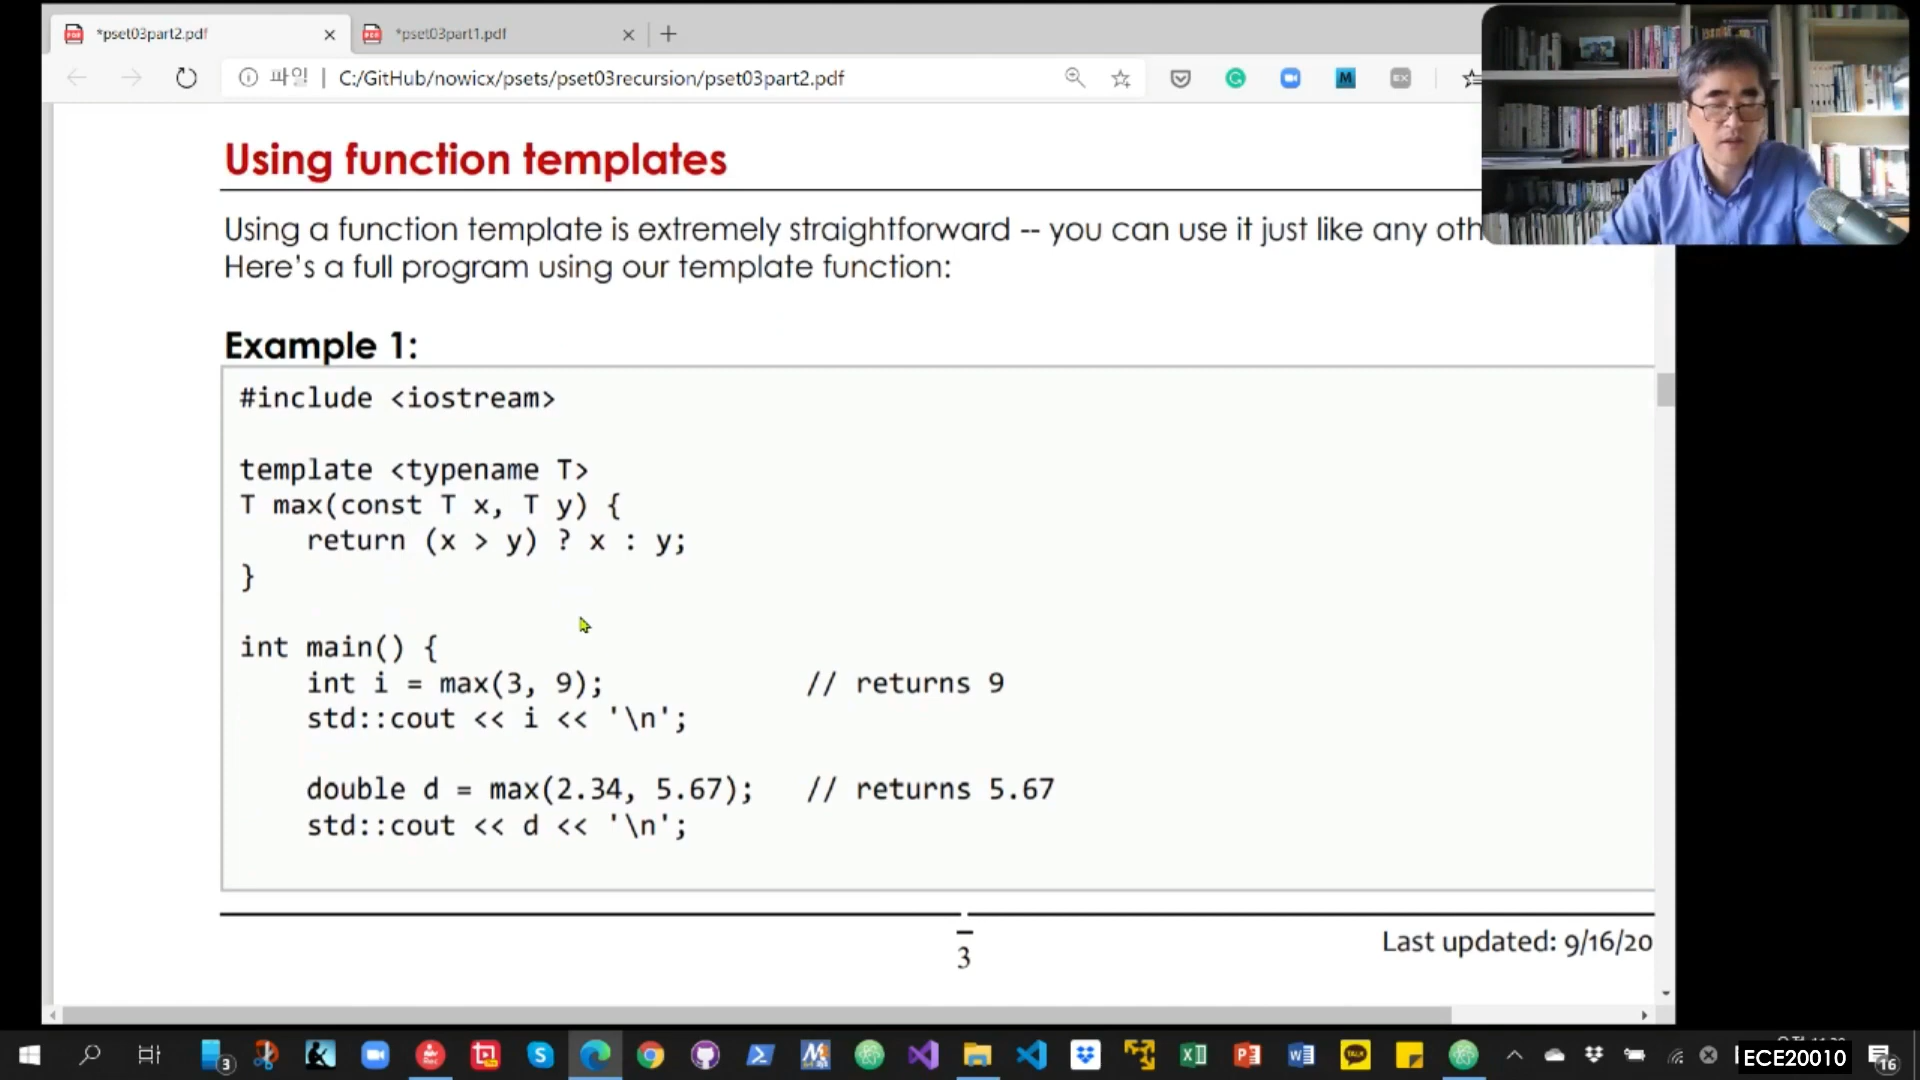 *pset03part2.pdf
*pset03part1.pdf
파일 | C:/GitHub/nowicx/psets/pset03recursion/pset03part2.pdf
Using function templates
Using a function template is extremely straightforward -- you can use it just like any oth
Here's a full program using our template function:
Example 1:
#include <iostream>
template <typename T>
T max(const T x, T y) {
return (x > y) ? x : y;
}
int main() {
int i = max(3, 9); // returns 9
std::cout << i << '\n';
double d = max(2.34, 5.67); // returns 5.67
std::cout << d << '\n';
3
Last updated: 9/16/20
ECE20010